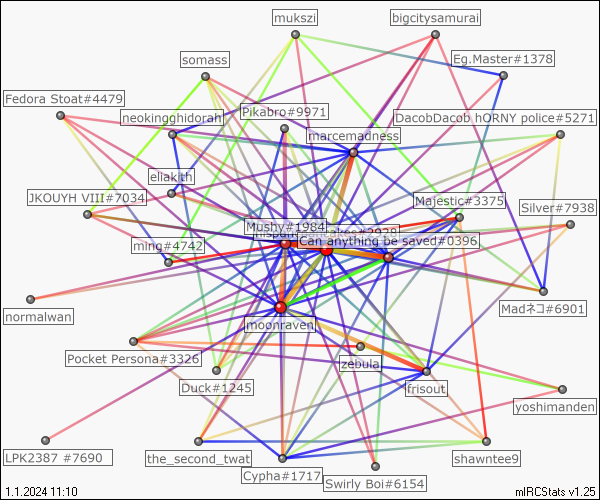 mukszi
bigcitysamurai
somass
Eg.Master#1378
Fedora Stoat#4479
neokingghidorah
Pikabro#9971
DacobDacob hORNY police#5271
marcemadness
eliakith
JKOUYH VIII#7034
Majestic#3375
Silver#7938
Mushy#1984
ming#4742
Can anything be saved#0396
normalwan
Madネコ#6901
moonraven
Pocket Persona#3326
zebula
Duck#1245
frisout
yoshimanden
LPK2387 #7690
the_second_twat
Cypha#1717
Swirly Boi#6154
shawntee9
1.1.2024 11:10
mIRCStats v1.25